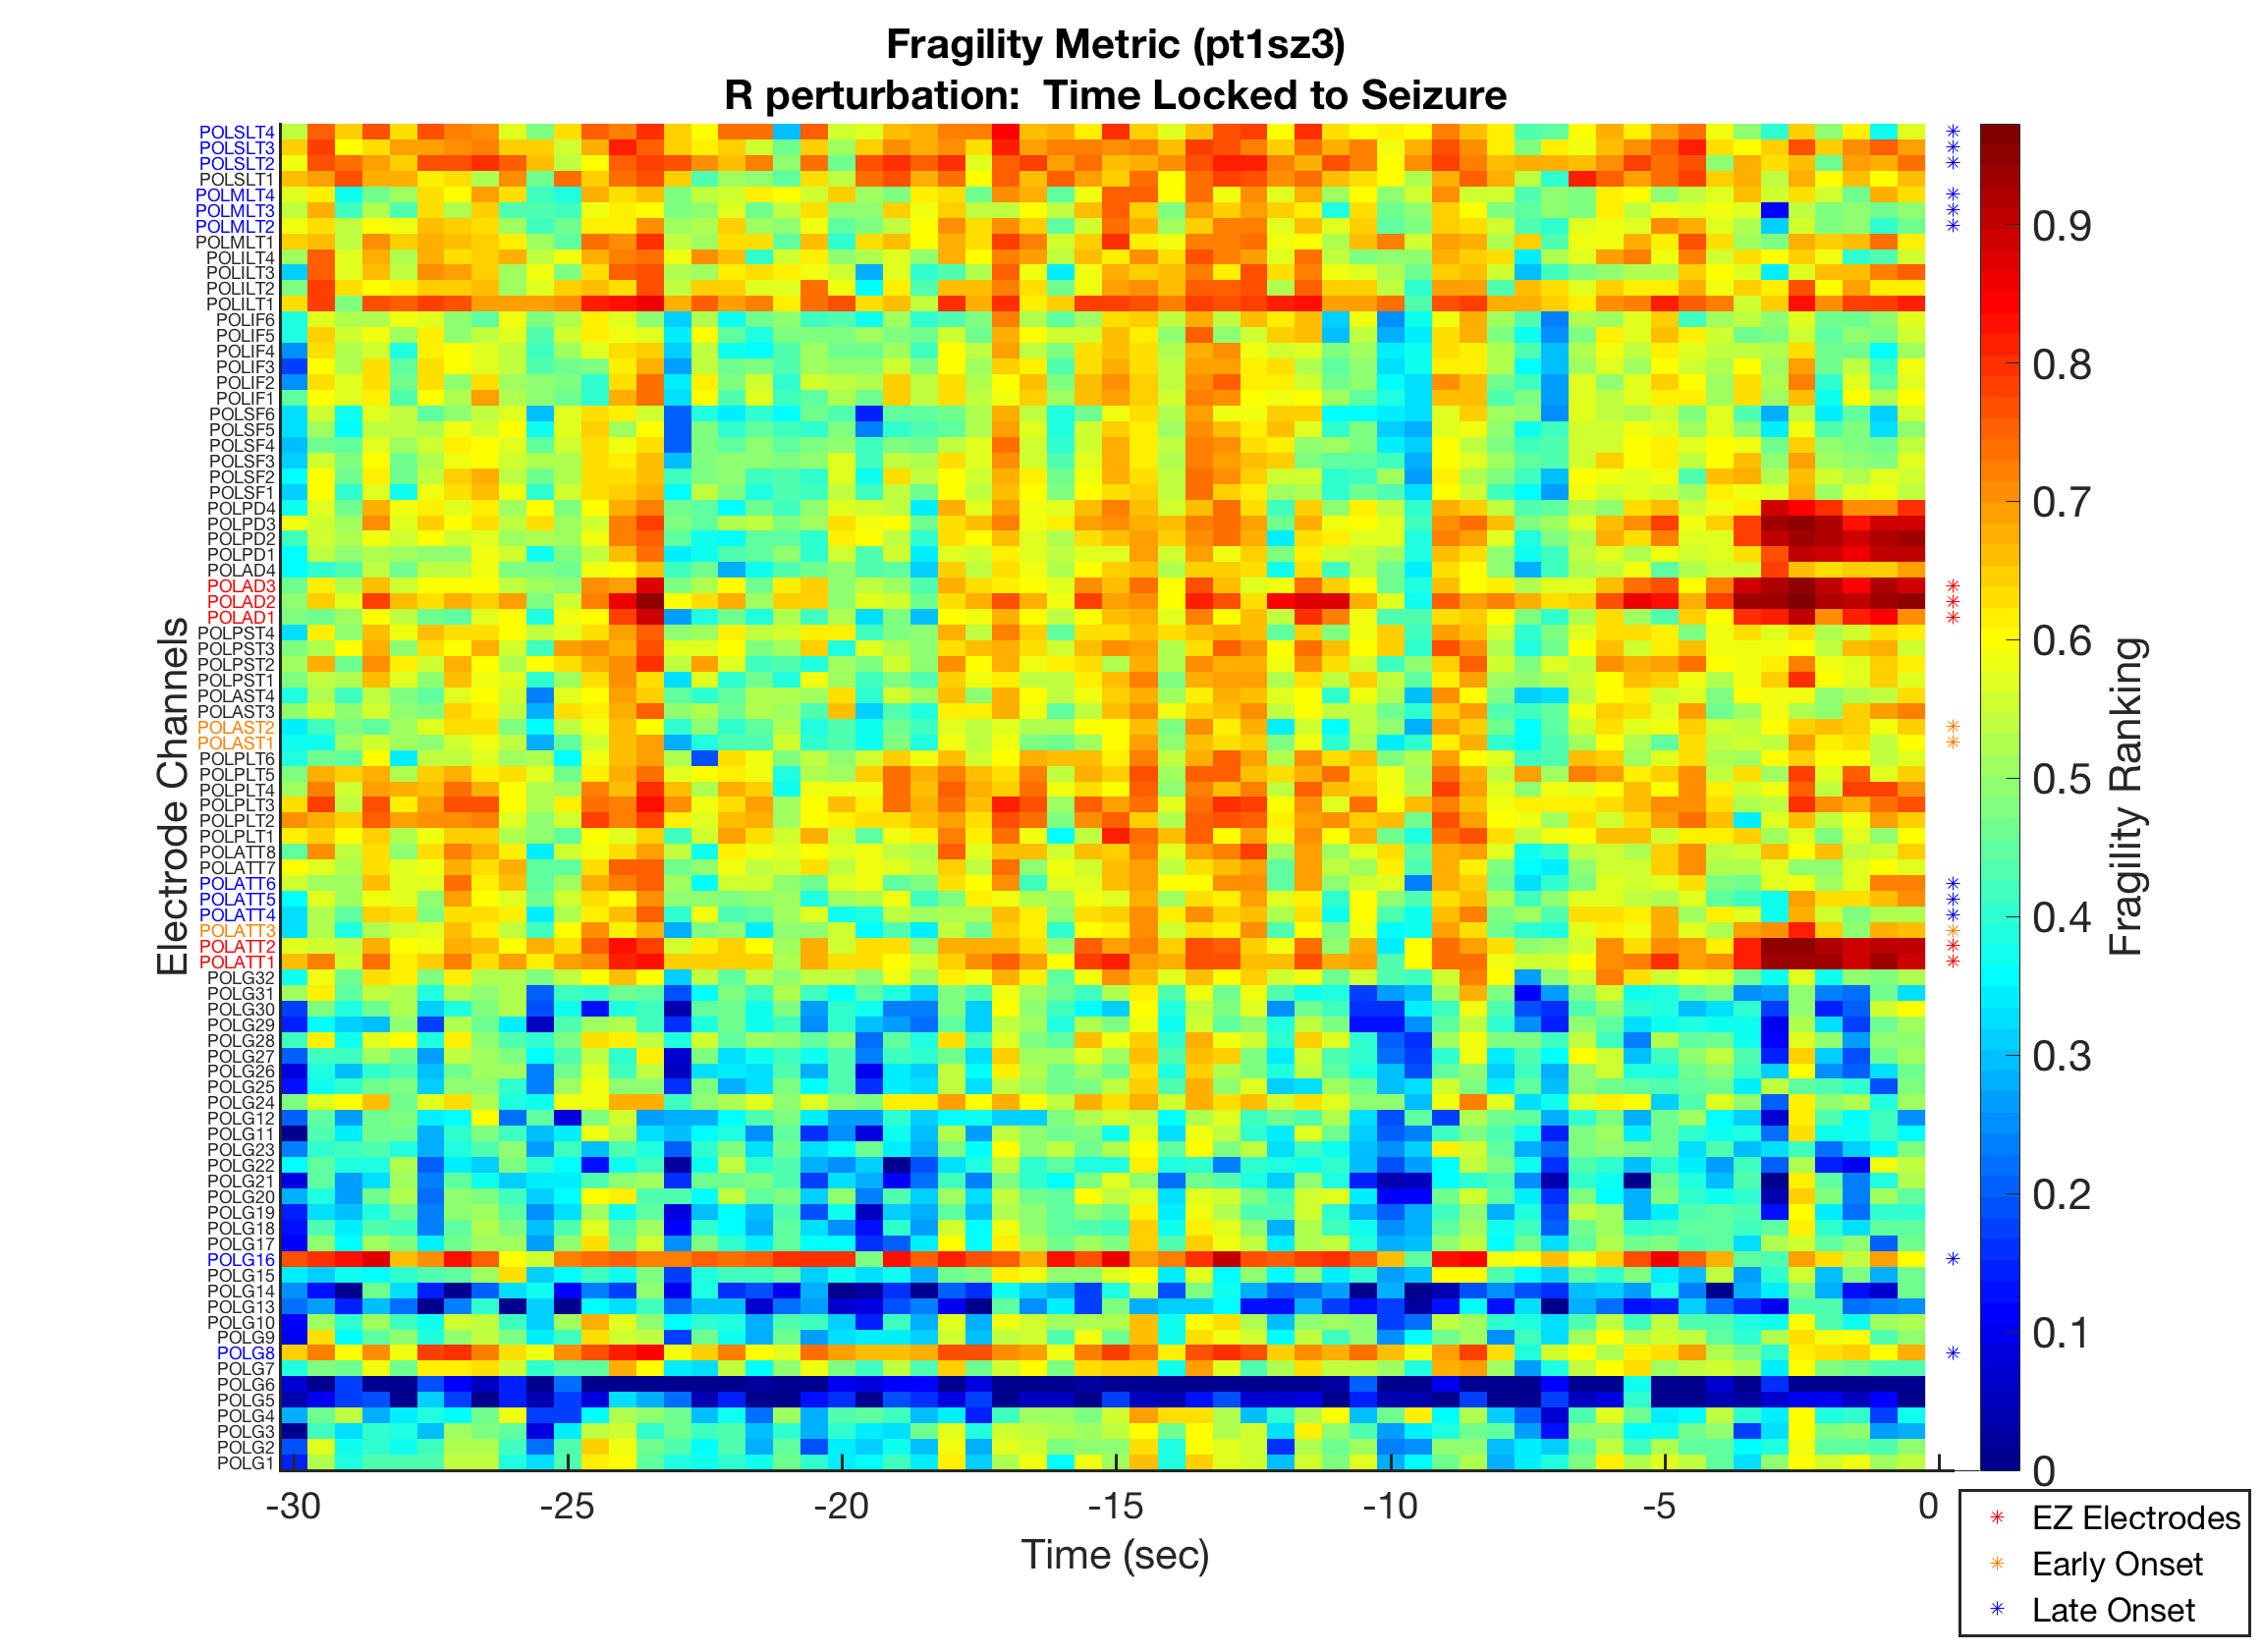 Fragility Metric (pt1sz3)
R perturbation: Time Locked to Seizure
Electrode Channels
POLSLT4
POLSLT3
POLSLT2
POLSLT1
POLMLT4
POLMLT3
POLMLT2
POLMLT1
POLILT4
POLILT3
POLILT2
POLILT1
POLIF6
POLIF5
POLIF4
POLIF3
POLIF2
POLIF1
POLSF6
POLSF5
POLSF4
POLSF3
POLSF2
POLSF1
POLPD4
POLPD3
POLPD2
POLPD1
POLAD4
POLAD3
POLAD2
POLAD1
POLPST4
POLPST3
POLPST2
POLPST1
POLAST4
POLAST3
POLAST2
POLAST1
POLPLT6
POLPLT5
POLPLT4
POLPLT3
POLPLT2
POLPLT1
POLATT8
POLATT7
POLATT6
POLATT5
POLATT4
POLATT3
POLATT2
POLATT1
POLG32
POLG31
POLG30
POLG29
POLG28
POLG27
POLG26
POLG25
POLG24
POLG12
POLG11
POLG23
POLG22
POLG21
POLG20
POLG19
POLG18
POLG17
POLG16
POLG15
POLG14
POLG13
POLG10
POLG9
POLG8
POLG7
POLG6
POLG5
POLG4
POLG3
POLG2
POLG1
-30 -25 -20 -15 -10 -5 0
Time (sec)
0.9
0.8
0.7
0.6
0.5
0.4
0.3
0.2
0.1
0
Fragility Ranking
EZ Electrodes
Early Onset
Late Onset